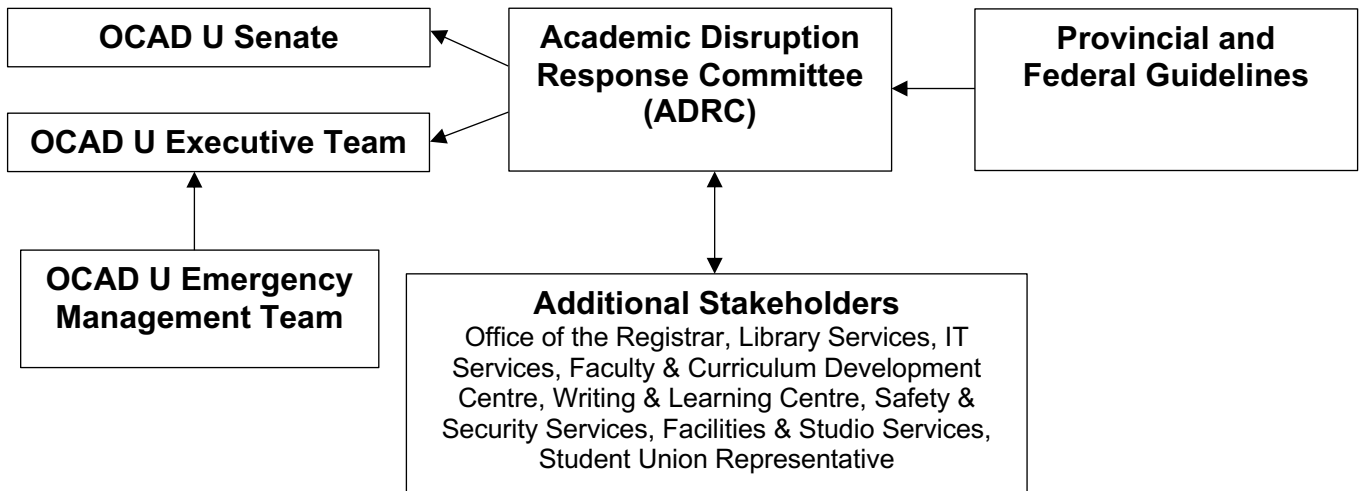 OCAD U Senate
OCAD U Executive Team
OCAD U Emergency
Management Team
Academic Disruption
Response Committee
(ADRC)
Provincial and
Federal Guidelines
Additional Stakeholders
Office of the Registrar, Library Services, IT
Services, Faculty & Curriculum Development
Centre, Writing & Learning Centre, Safety &
Security Services, Facilities & Studio Services,
Student Union Representative